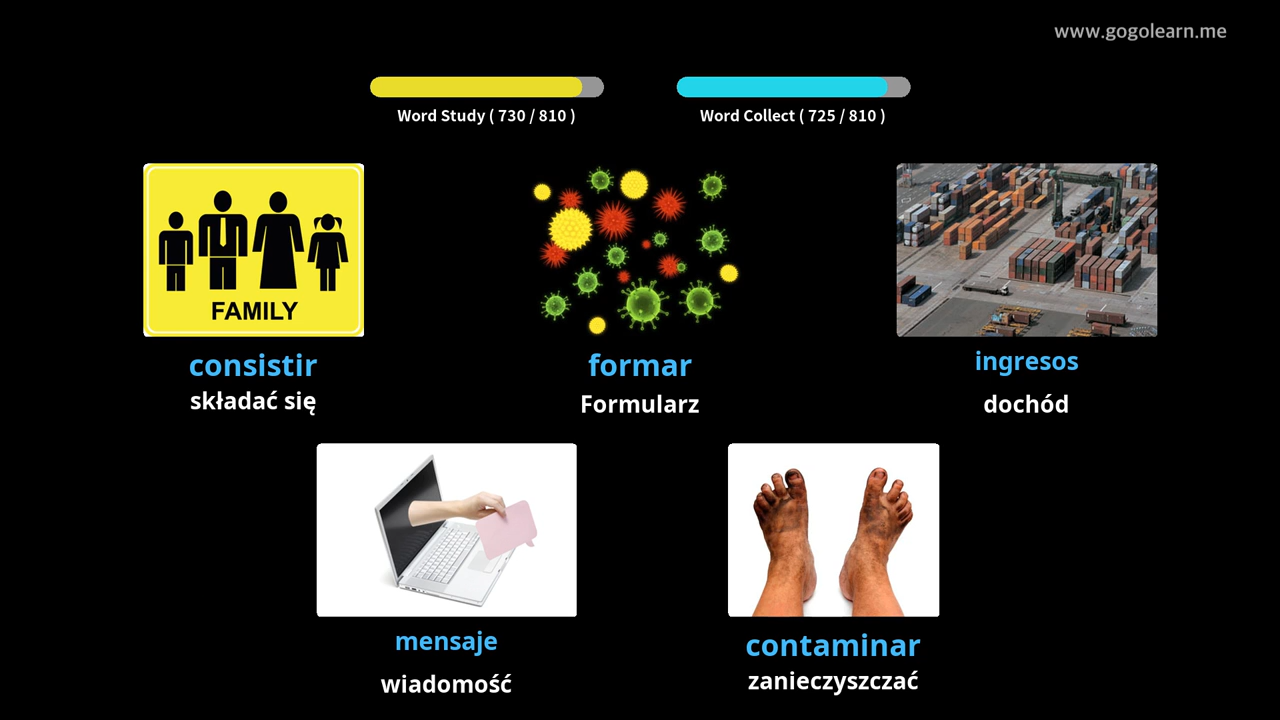 www.gogolearn.me
Word Study ( 730 / 810 )
Word Collect ( 725 / 810 )
FAMILY
consistir
składać się
formar
Formularz
ingresos
dochód
mensaje
wiadomość
contaminar
zanieczyszczać